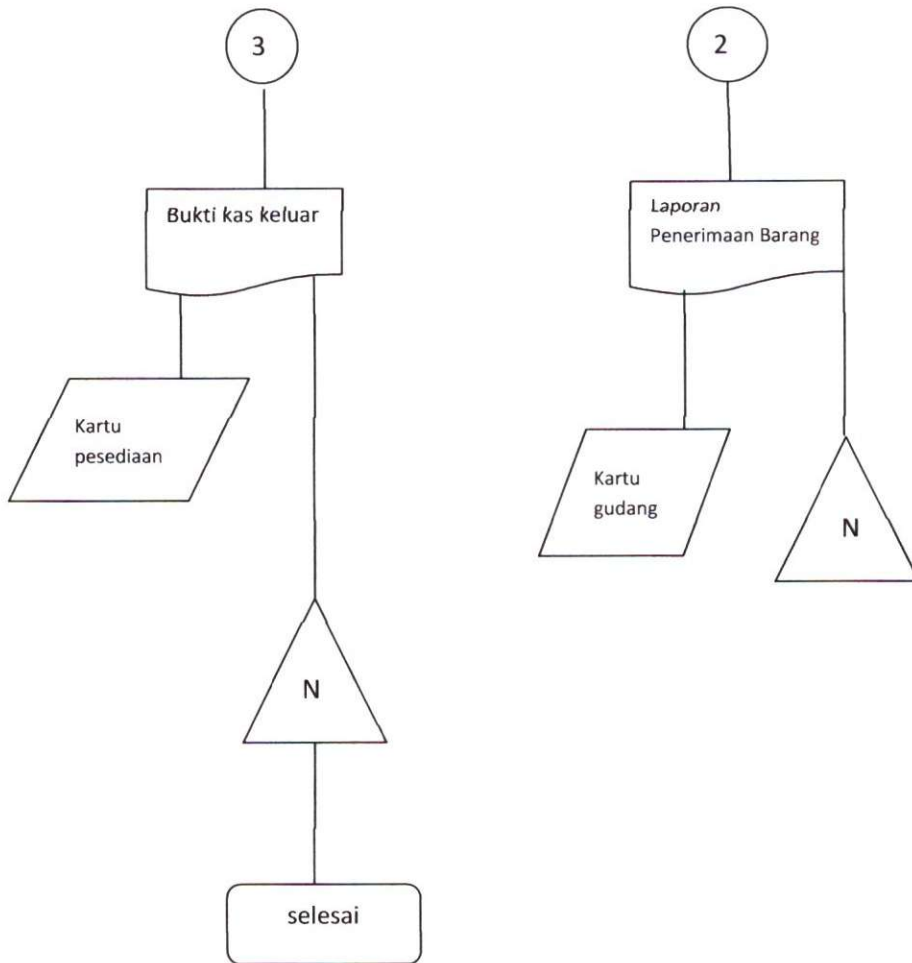 3
Bukti kas keluar
Kartu
pesediaan
N
selesai
2
Laporan
Penerimaan Barang
Kartu
gudang
N